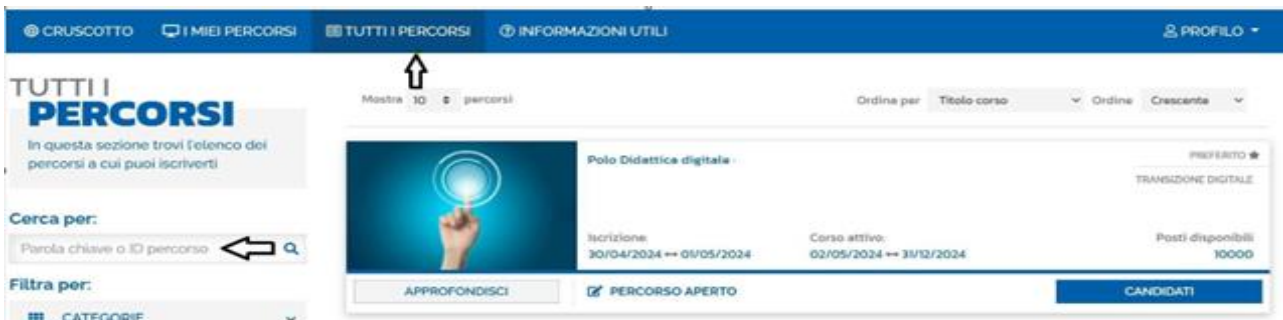 CRUSCOTTO I MIEI PERCORSI TUTTI I PERCORSI INFORMAZIONI UTILI PROFILO
TUTTI I
PERCORSI
In questa sezione trovi l'elenco dei
percorsi a cui puoi iscriverti
Cerca per:
Parola chiave o ID percorso
Filtra per:
CATEGORIE
Mostra 10 percorsi
Ordina per Titolo corso Ordine Crescente
Polo Didattica digitale
PREFERITO
TRANSIZIONE DIGITALE
Iscrizione: Corso attivo: Posti disponibili
30/04/2024 ↔ 01/05/2024 02/05/2024 ↔ 31/12/2024 10000
APPROFONDISCI PERCORSO APERTO CANDIDATI